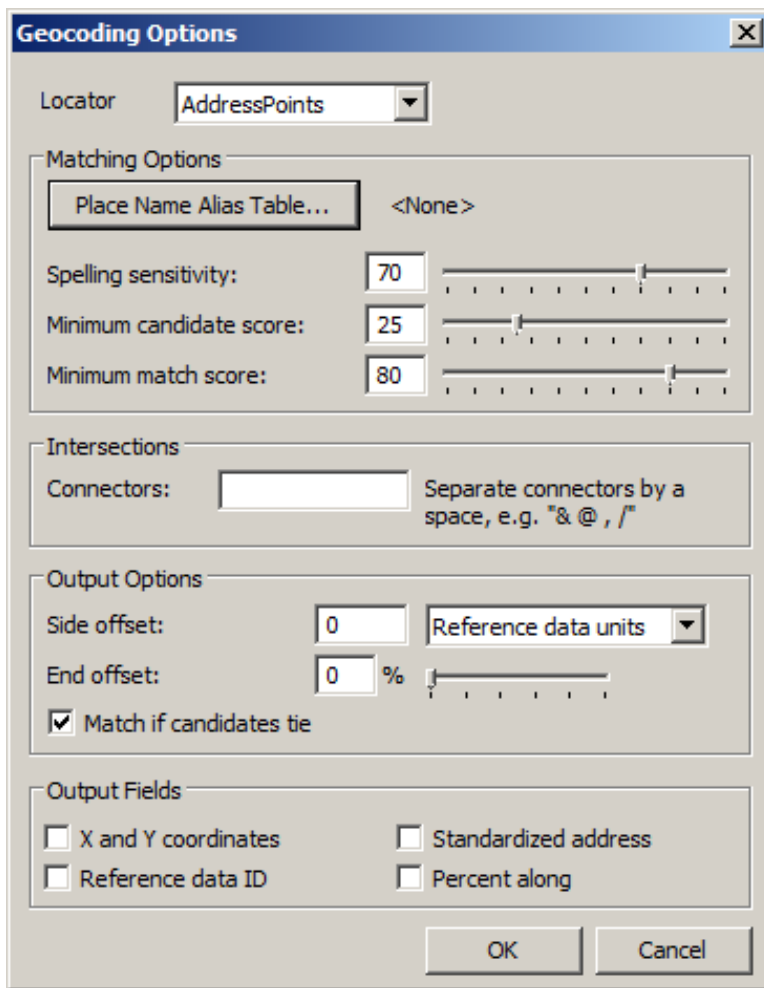 Geocoding Options
Locator AddressPoints
Matching Options
Place Name Alias Table... <None>
Spelling sensitivity: 70
Minimum candidate score: 25
Minimum match score: 80
Intersections
Connectors: Separate connectors by a
space, e.g. "& @ , /"
Output Options
Side offset: 0 Reference data units
End offset: 0 %
Match if candidates tie
Output Fields
X and Y coordinates Standardized address
Reference data ID Percent along
OK Cancel